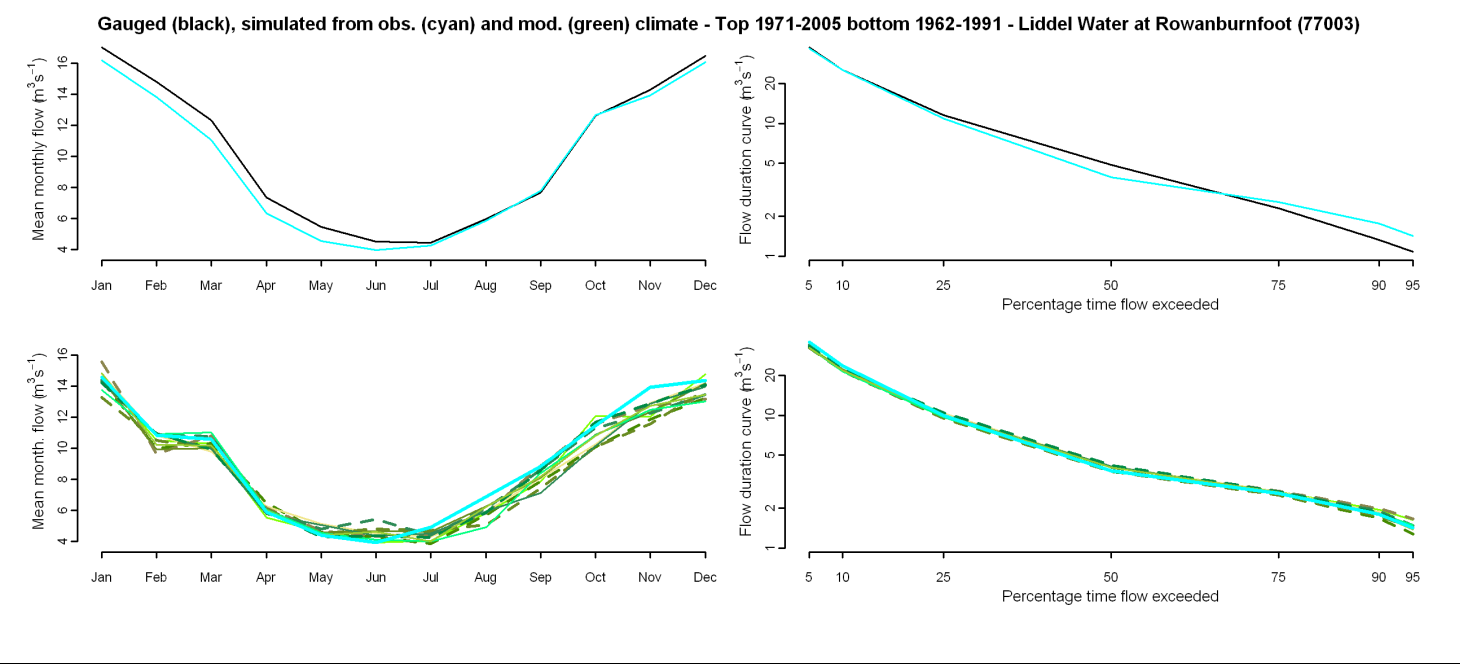 Gauged (black), simulated from obs. (cyan) and mod. (green) climate - Top 1971-2005 bottom 1962-1991 - Liddel Water at Rowanburnfoot (77003)
Mean monthly flow (m³s⁻¹)
16
14
12
10
8
6
4
Jan Feb Mar Apr May Jun Jul Aug Sep Oct Nov Dec
Flow duration curve (m³s⁻¹)
20
10
5
2
1
5 10 25 50 75 90 95
Percentage time flow exceeded
Mean month. flow (m³s⁻¹)
16
14
12
10
8
6
4
Jan Feb Mar Apr May Jun Jul Aug Sep Oct Nov Dec
Flow duration curve (m³s⁻¹)
20
10
5
2
1
5 10 25 50 75 90 95
Percentage time flow exceeded